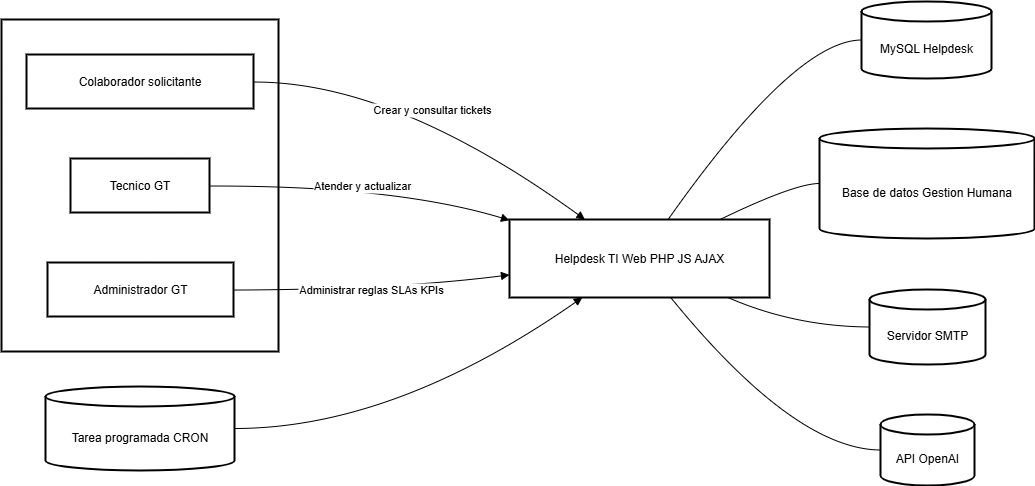 Colaborador solicitante
Tecnico GT
Administrador GT
Tarea programada CRON
Crear y consultar tickets
Atender y actualizar
Administrar reglas SLAs KPIs
Helpdesk TI Web PHP JS AJAX
MySQL Helpdesk
Base de datos Gestion Humana
Servidor SMTP
API OpenAI